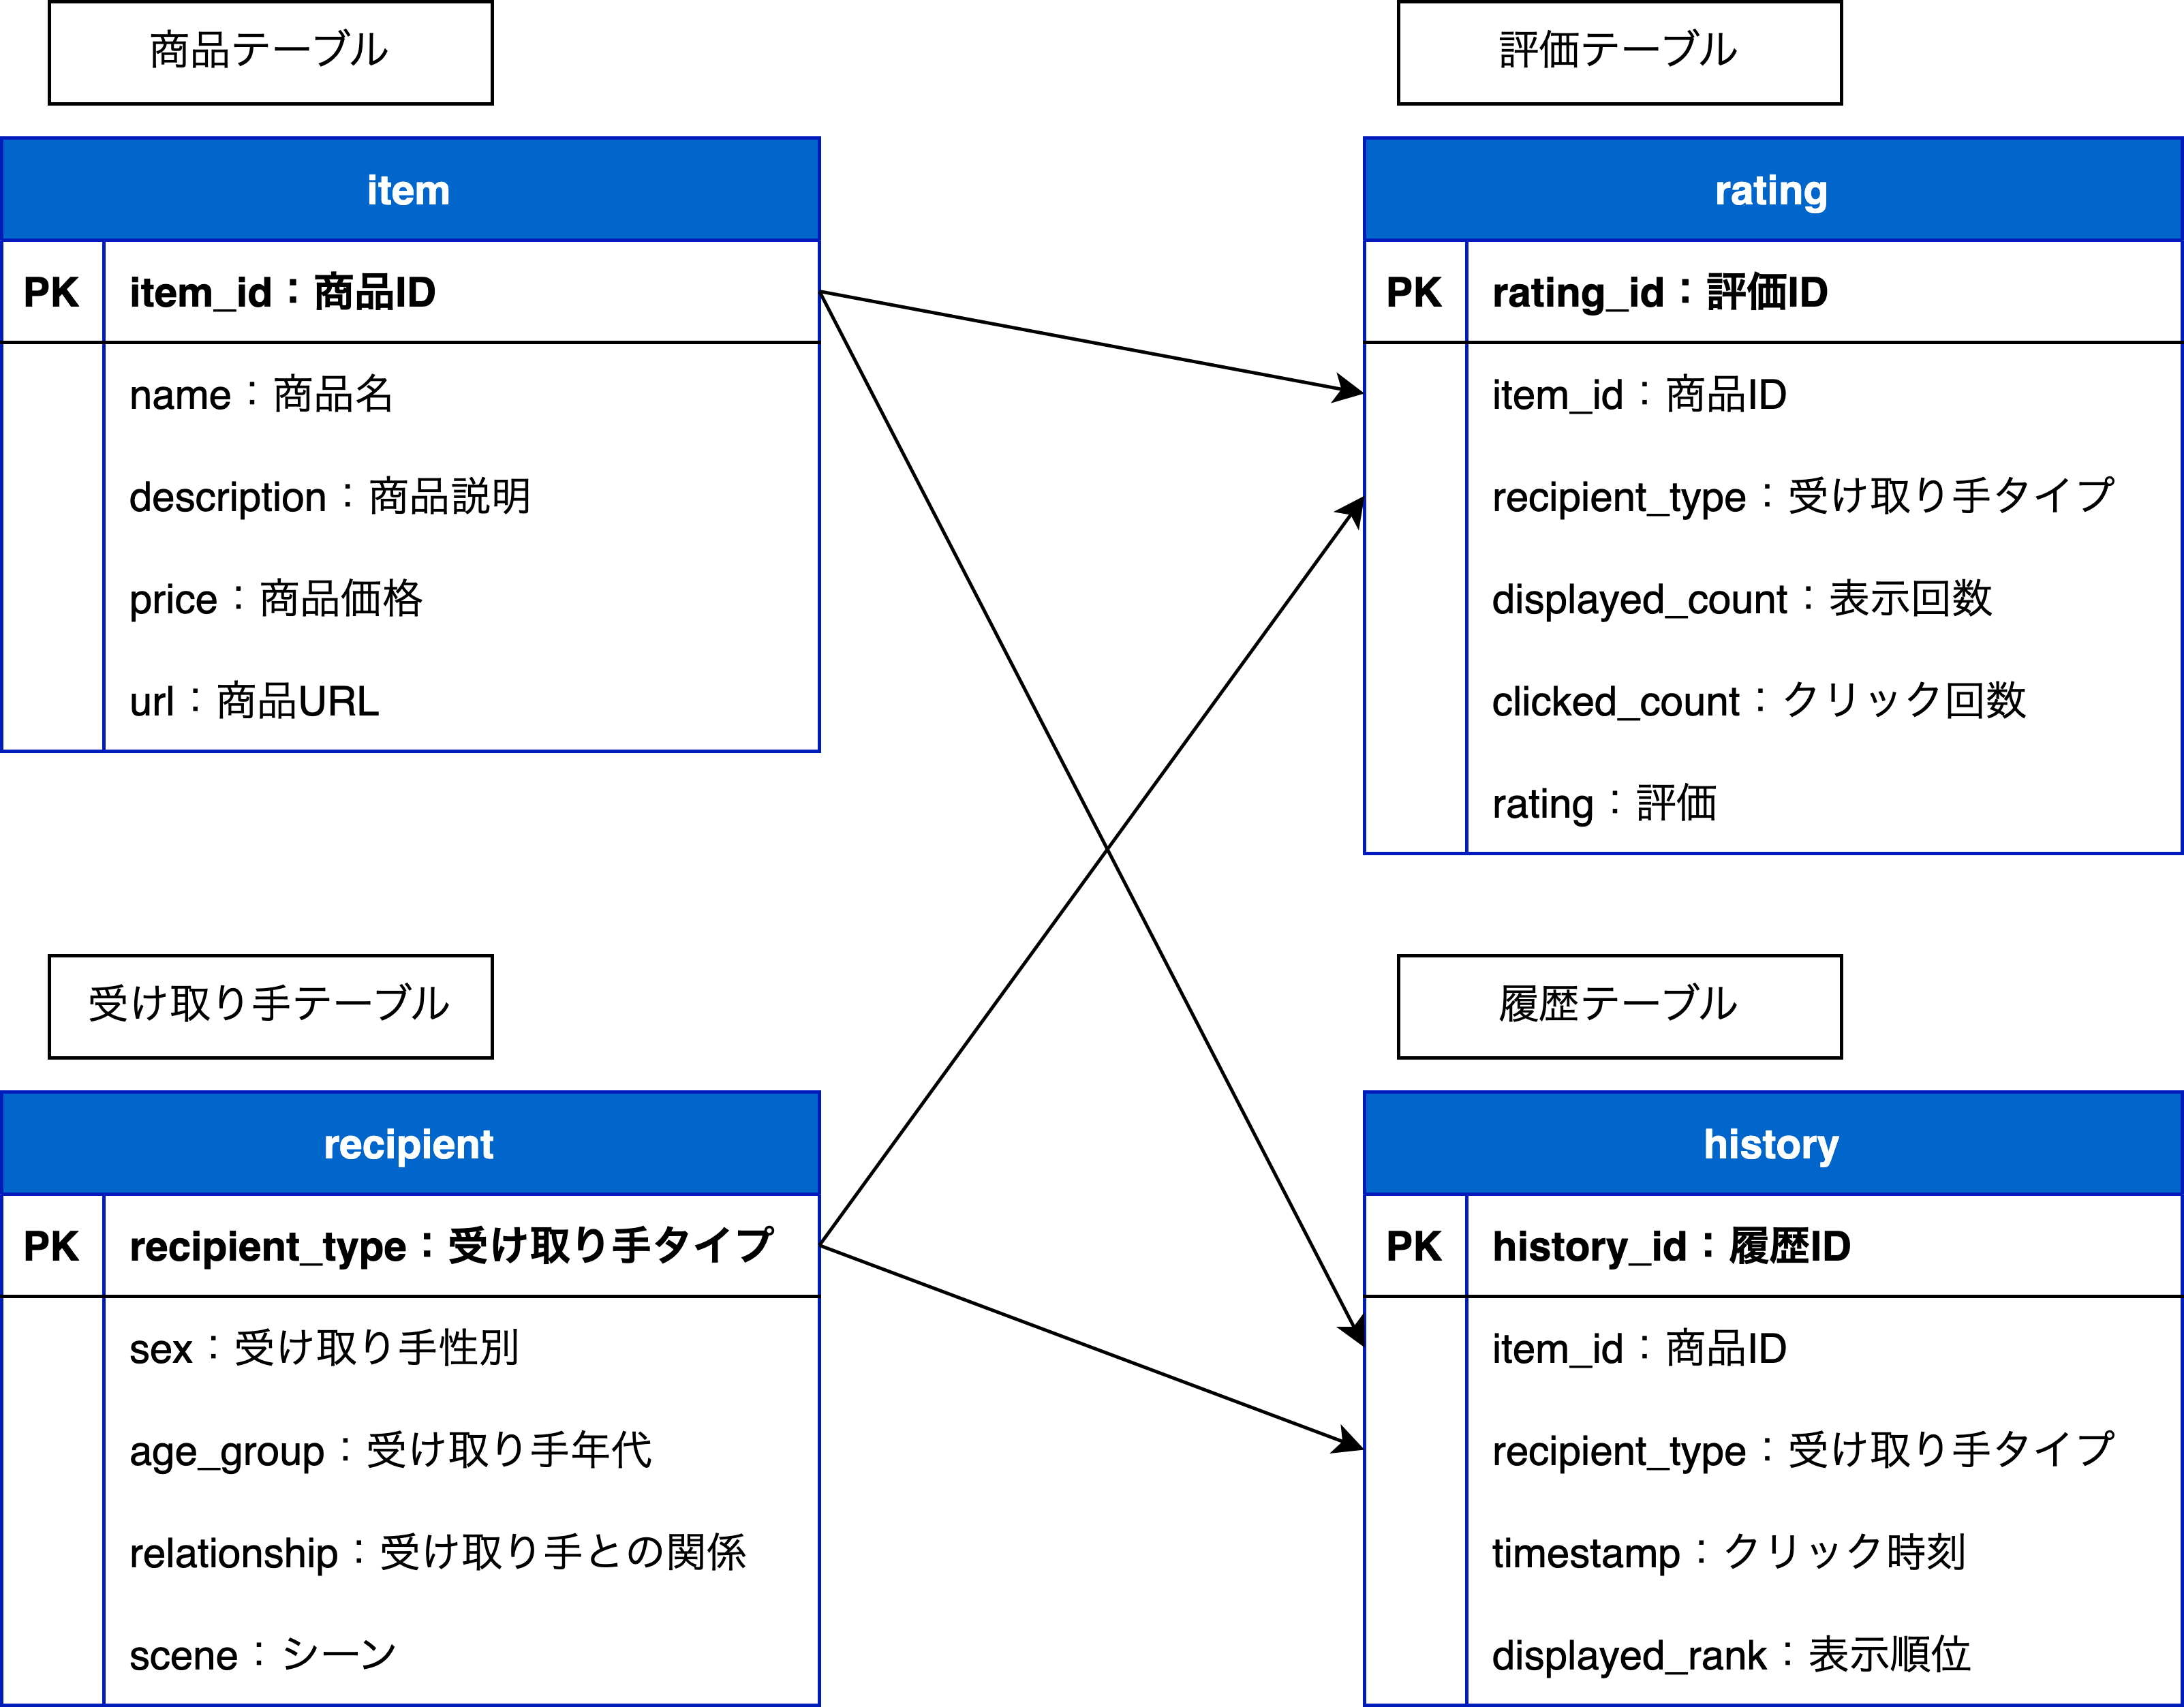 商品テーブル
item
PK
item_id：商品ID
name：商品名
description：商品説明
price：商品価格
url：商品URL
評価テーブル
rating
PK
rating_id：評価ID
item_id：商品ID
recipient_type：受け取り手タイプ
displayed_count：表示回数
clicked_count：クリック回数
rating：評価
受け取り手テーブル
recipient
PK
recipient_type：受け取り手タイプ
sex：受け取り手性別
age_group：受け取り手年代
relationship：受け取り手との関係
scene：シーン
履歴テーブル
history
PK
history_id：履歴ID
item_id：商品ID
recipient_type：受け取り手タイプ
timestamp：クリック時刻
displayed_rank：表示順位